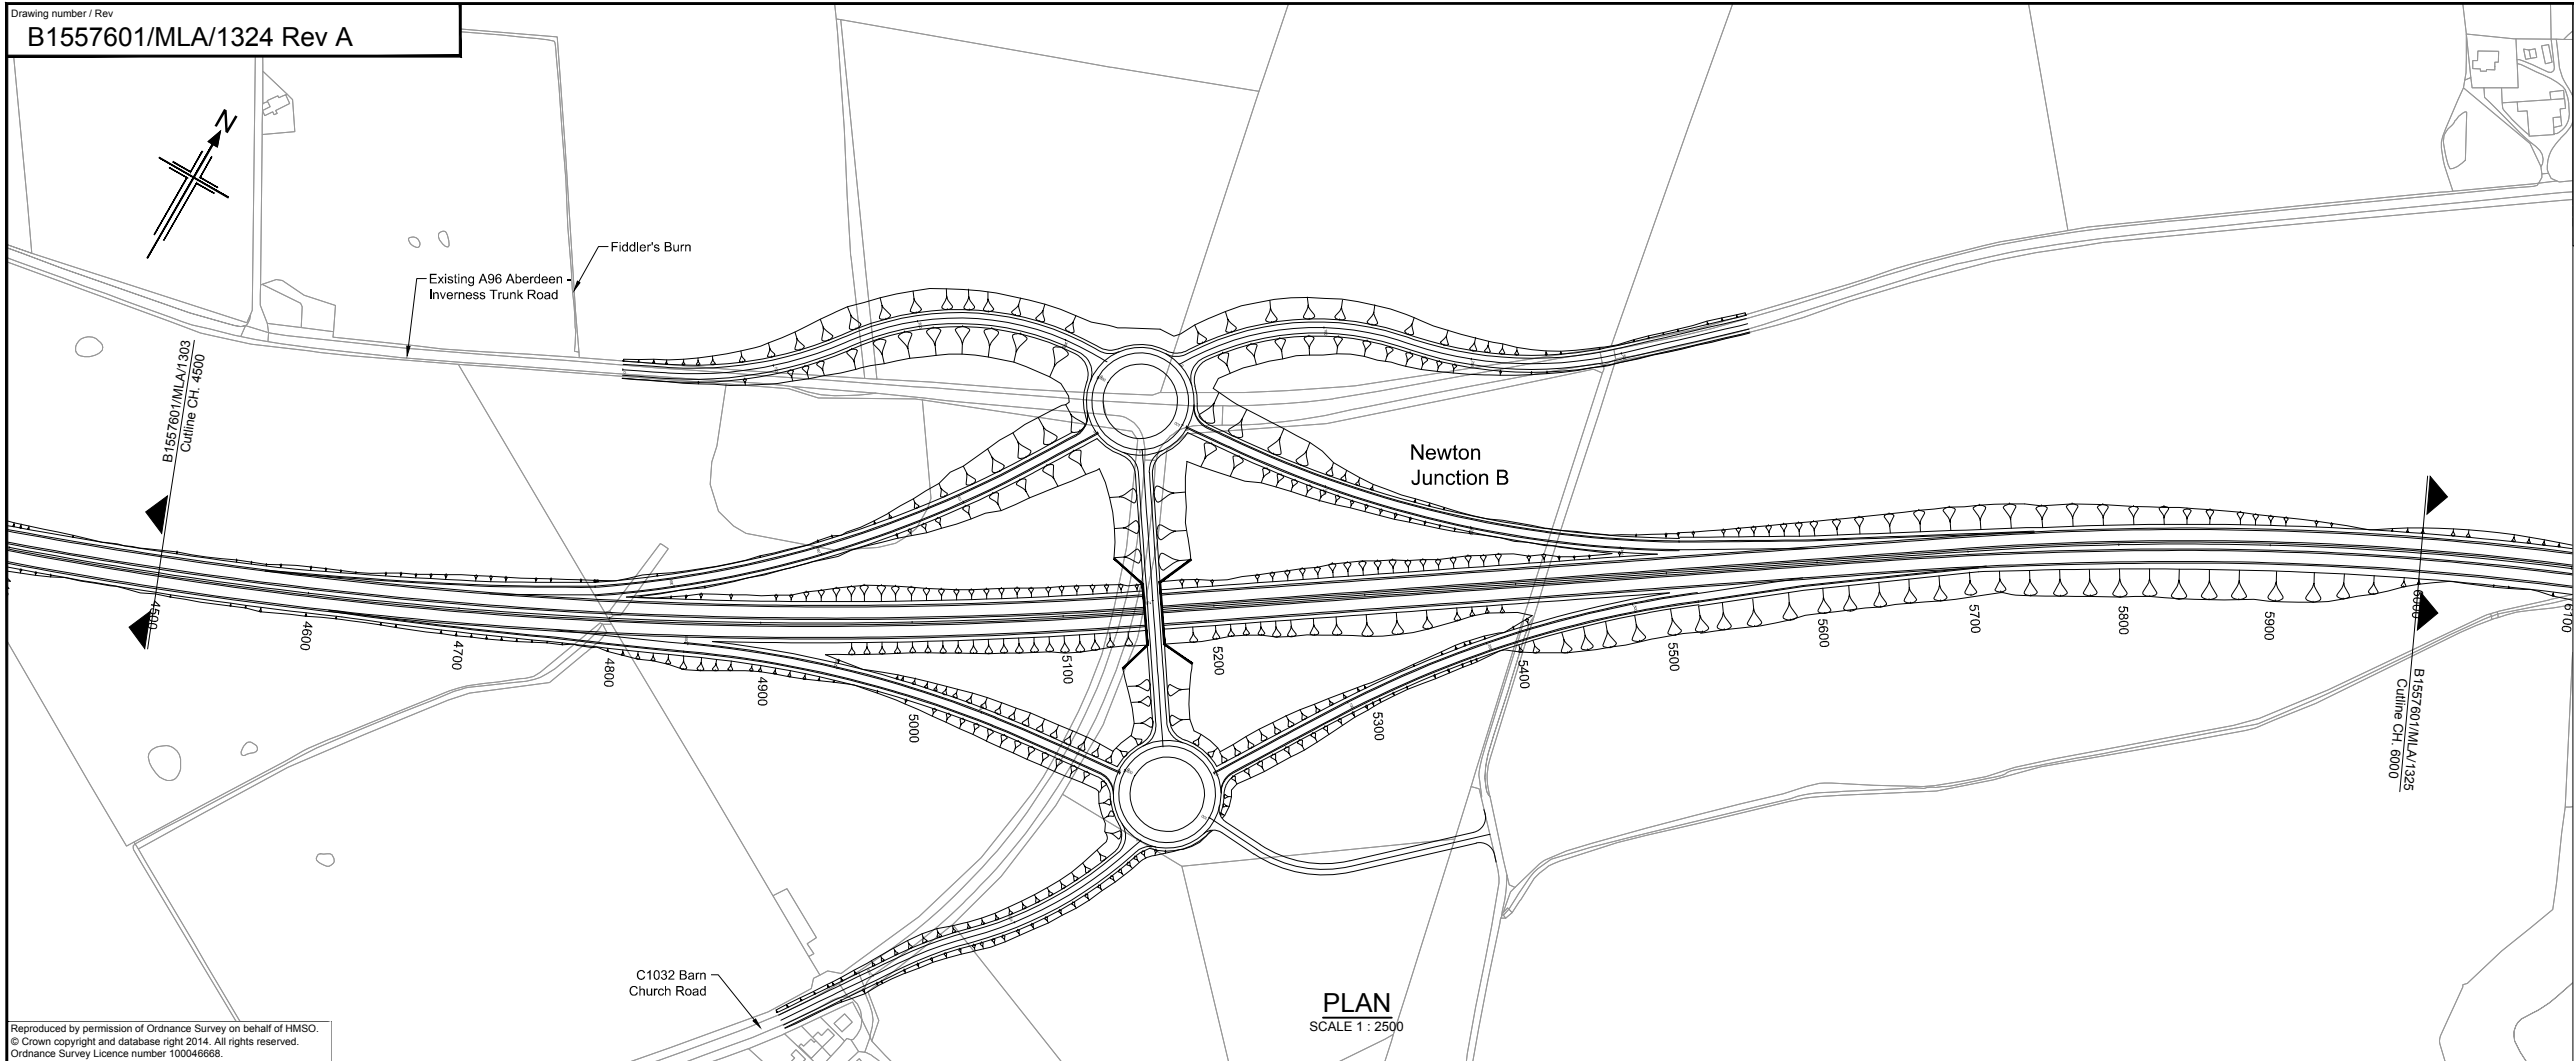 Drawing number / Rev
B1557601/MLA/1324 Rev A
N
Fiddler's Burn
Existing A96 Aberdeen -
Inverness Trunk Road
B1557601/MLA/1303
Cutline CH. 4500
Newton
Junction B
4500
4600
4700
4800
4900
5000
5100
5200
5300
5400
5500
5600
5700
5800
5900
6000
6100
B1557601/MLA/1325
Cutline CH. 6000
C1032 Barn
Church Road
PLAN
SCALE 1 : 2500
Reproduced by permission of Ordnance Survey on behalf of HMSO.
© Crown copyright and database right 2014. All rights reserved.
Ordnance Survey Licence number 100046668.